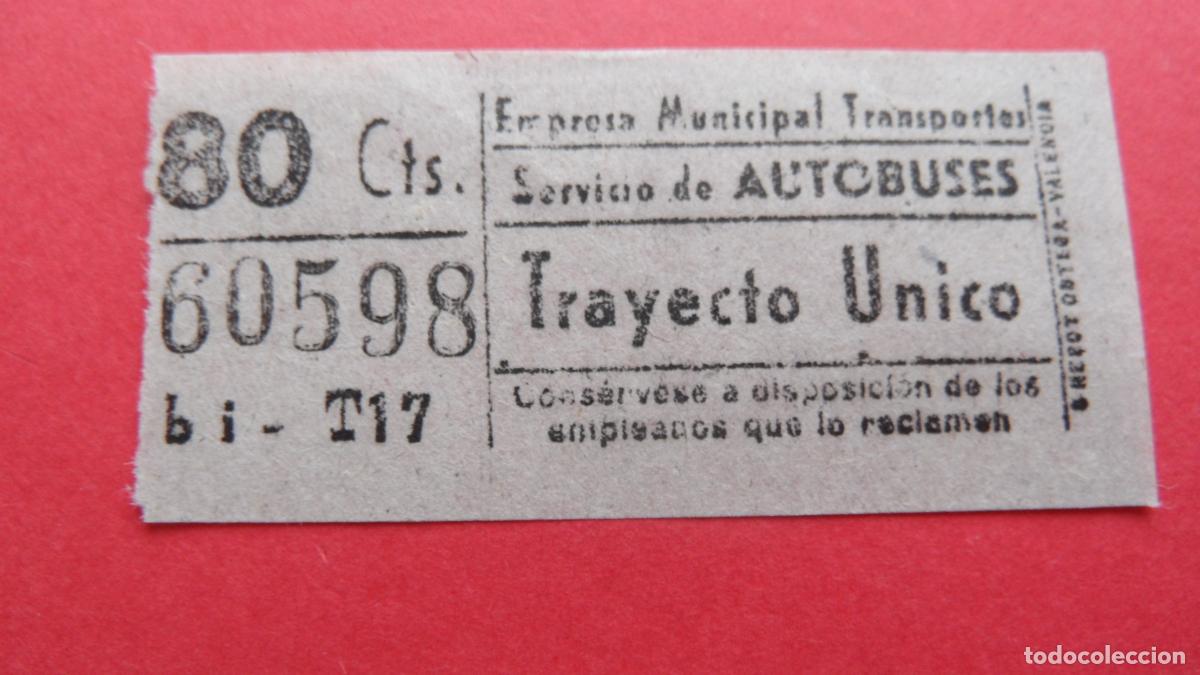 80 Cts.
60598
bi - T17
Empresa Municipal Transportes
Servicio de AUTOBUSES
Trayecto Unico
Consérvese a disposición de los
empleados que lo reclamen
ORTEGA-VALENCIA
todocoleccion